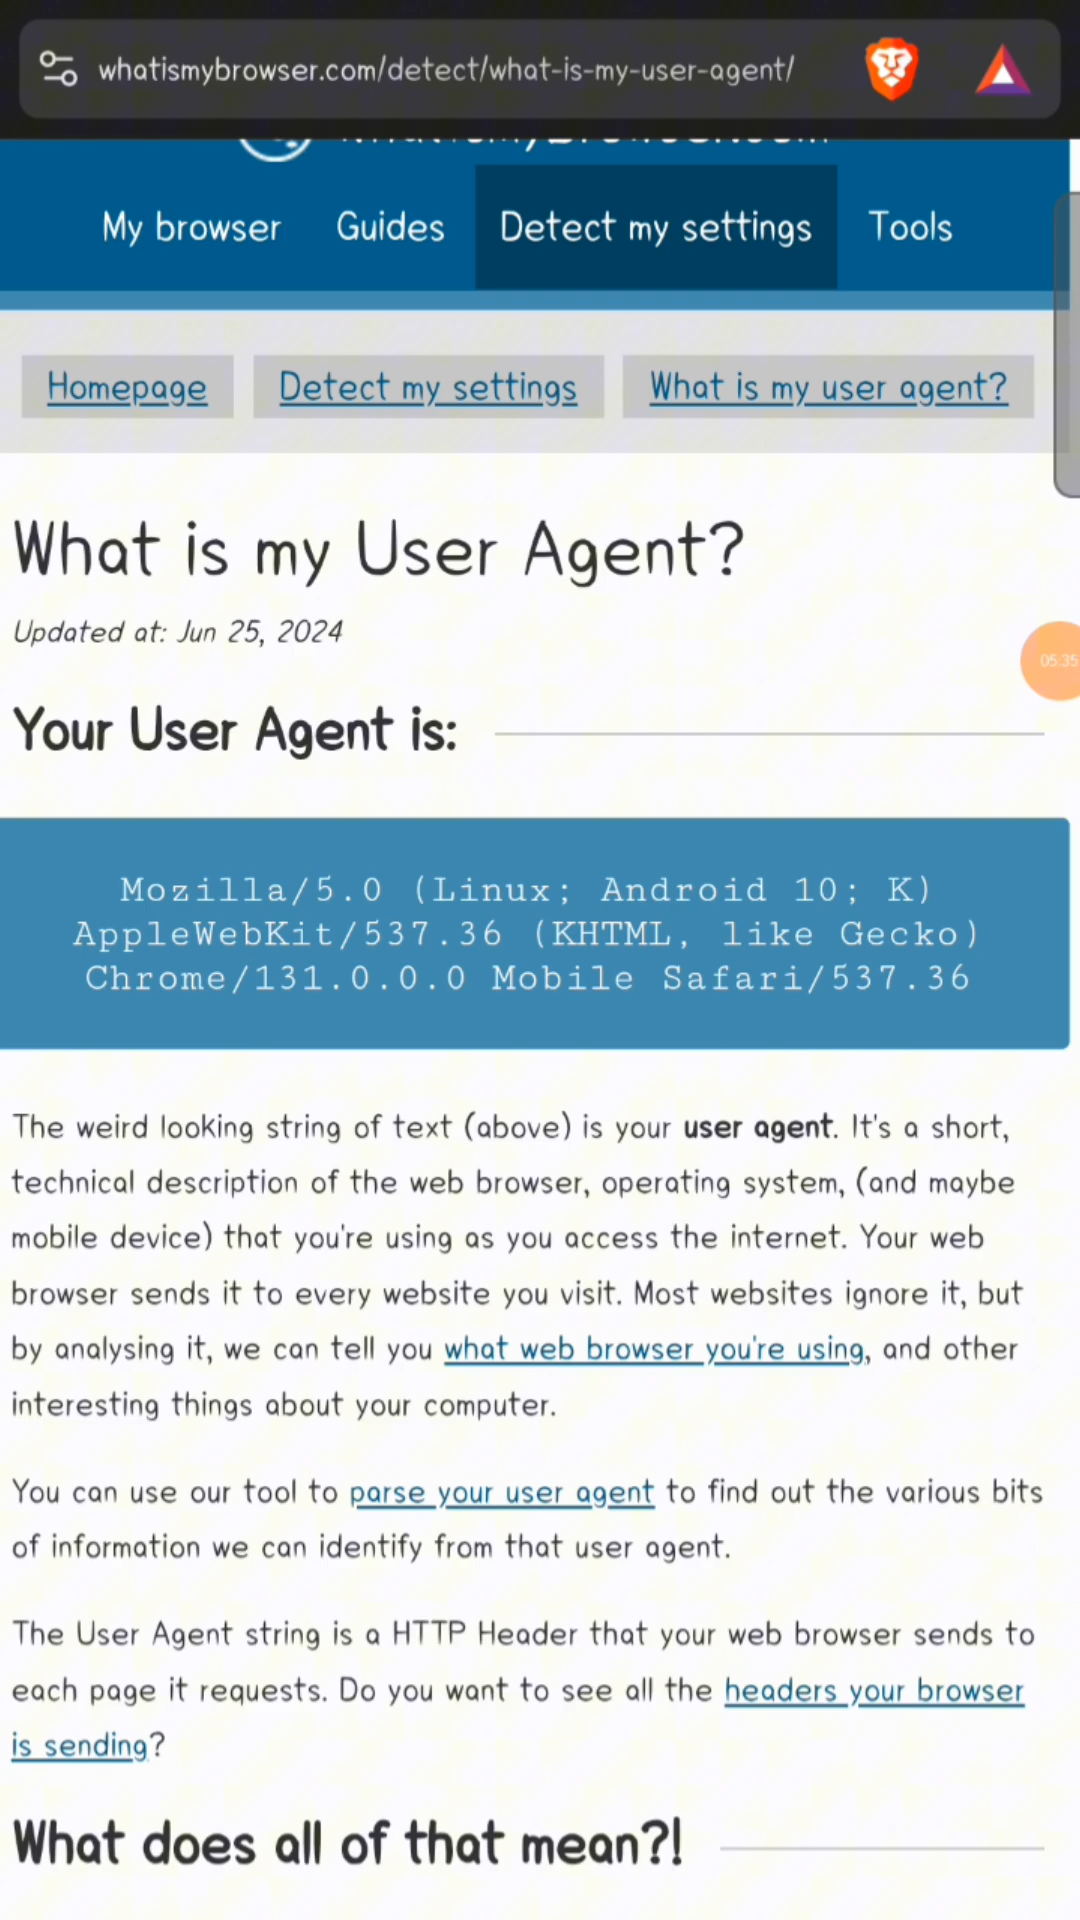 whatismybrowser.com/detect/what-is-my-user-agent/
My browser Guides Detect my settings Tools
Homepage Detect my settings What is my user agent?
What is my User Agent?
Updated at: Jun 25, 2024
05:35
Your User Agent is:
Mozilla/5.0 (Linux; Android 10; K)
AppleWebKit/537.36 (KHTML, like Gecko)
Chrome/131.0.0.0 Mobile Safari/537.36
The weird looking string of text (above) is your user agent. It's a short,
technical description of the web browser, operating system, (and maybe
mobile device) that you're using as you access the internet. Your web
browser sends it to every website you visit. Most websites ignore it, but
by analysing it, we can tell you what web browser you're using, and other
interesting things about your computer.
You can use our tool to parse your user agent to find out the various bits
of information we can identify from that user agent.
The User Agent string is a HTTP Header that your web browser sends to
each page it requests. Do you want to see all the headers your browser
is sending?
What does all of that mean?!